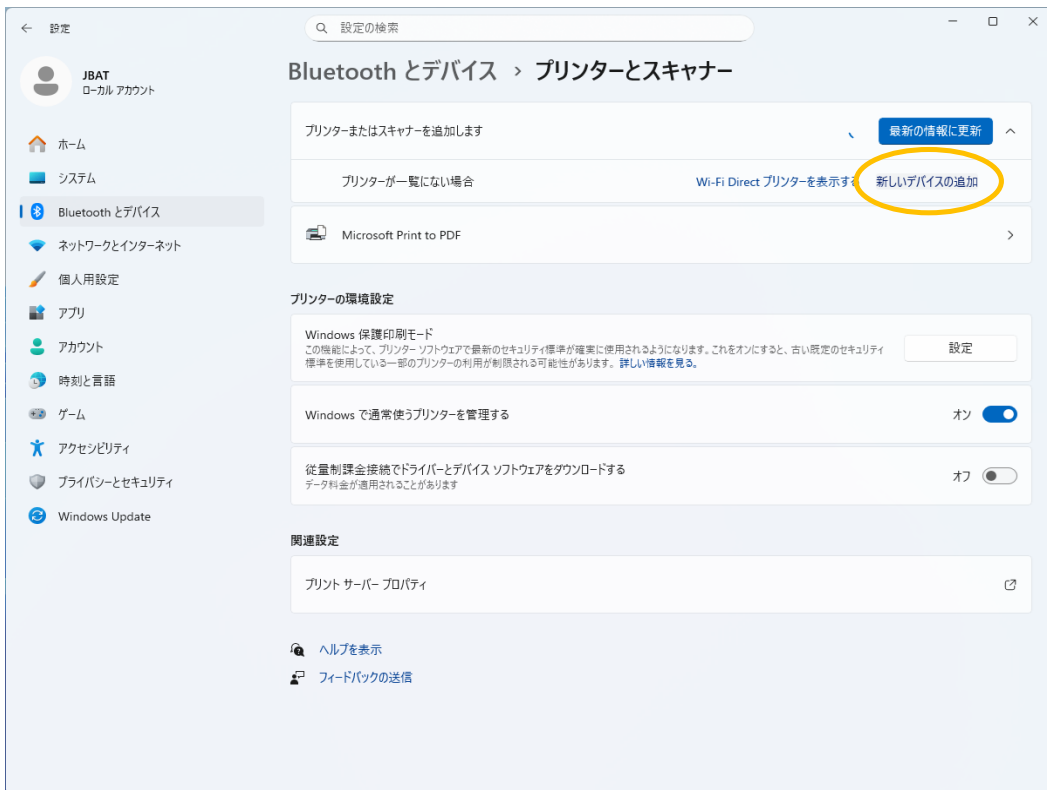 設定
設定の検索
JBAT
ローカル アカウント
ホーム
システム
Bluetooth とデバイス
ネットワークとインターネット
個人用設定
アプリ
アカウント
時刻と言語
ゲーム
アクセシビリティ
プライバシーとセキュリティ
Windows Update
Bluetooth とデバイス › プリンターとスキャナー
プリンターまたはスキャナーを追加します 最新の情報に更新
プリンターが一覧にない場合 Wi-Fi Direct プリンターを表示する 新しいデバイスの追加
Microsoft Print to PDF
プリンターの環境設定
Windows 保護印刷モード
この機能によって、プリンター ソフトウェアで最新のセキュリティ標準が確実に使用されるようになります。これをオンにすると、古い既定のセキュリティ
標準を使用している一部のプリンターの利用が制限される可能性があります。 詳しい情報を見る。
設定
Windows で通常使うプリンターを管理する オン
従量制課金接続でドライバーとデバイス ソフトウェアをダウンロードする
データ料金が適用されることがあります
オフ
関連設定
プリント サーバー プロパティ
ヘルプを表示
フィードバックの送信